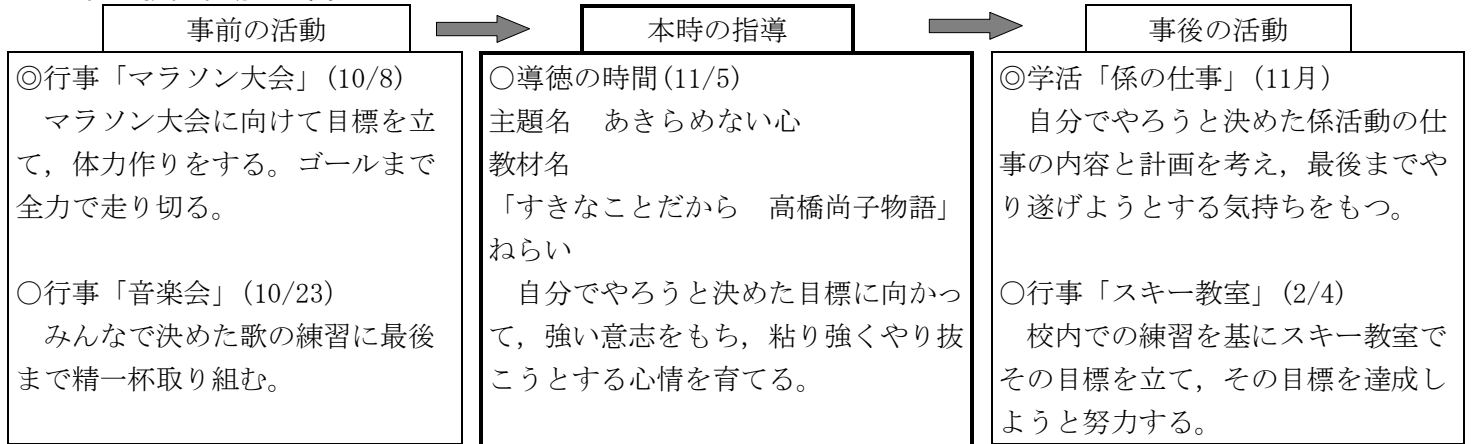 事前の活動
◎行事「マラソン大会」(10/8)
マラソン大会に向けて目標を立
て，体力作りをする。ゴールまで
全力で走り切る。
○行事「音楽会」(10/23)
みんなで決めた歌の練習に最後
まで精一杯取り組む。
本時の指導
○導徳の時間(11/5)
主題名　あきらめない心
教材名
「すきなことだから　高橋尚子物語」
ねらい
自分でやろうと決めた目標に向かっ
て，強い意志をもち，粘り強くやり抜
こうとする心情を育てる。
事後の活動
◎学活「係の仕事」(11月)
自分でやろうと決めた係活動の仕
事の内容と計画を考え，最後までや
り遂げようとする気持ちをもつ。
○行事「スキー教室」(2/4)
校内での練習を基にスキー教室で
その目標を立て，その目標を達成し
ようと努力する。